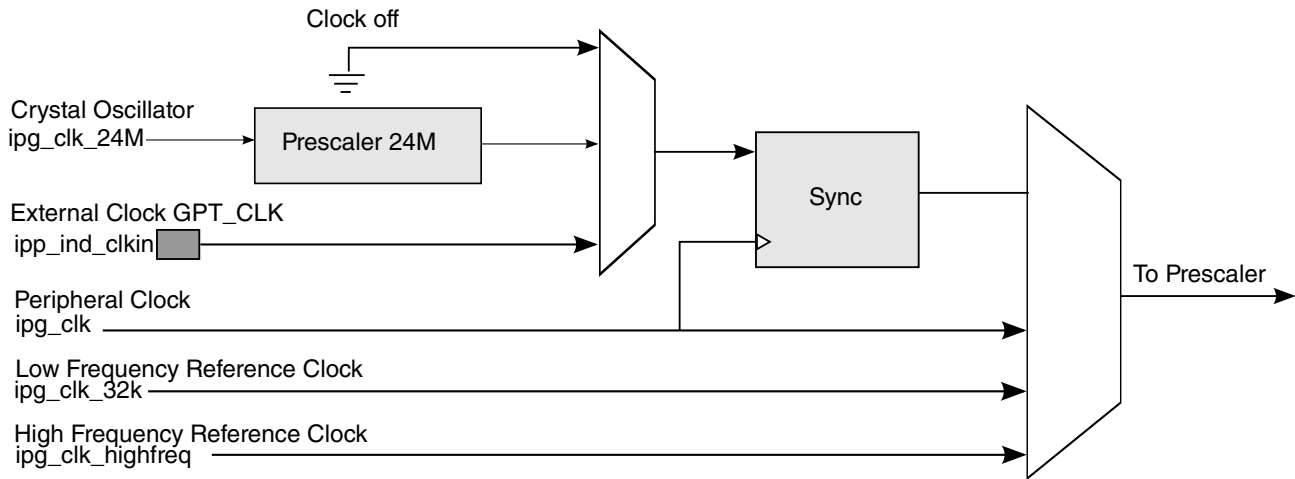 Clock off
Crystal Oscillator
ipg_clk_24M
Prescaler 24M
Sync
External Clock GPT_CLK
ipp_ind_clkin
To Prescaler
Peripheral Clock
ipg_clk
Low Frequency Reference Clock
ipg_clk_32k
High Frequency Reference Clock
ipg_clk_highfreq